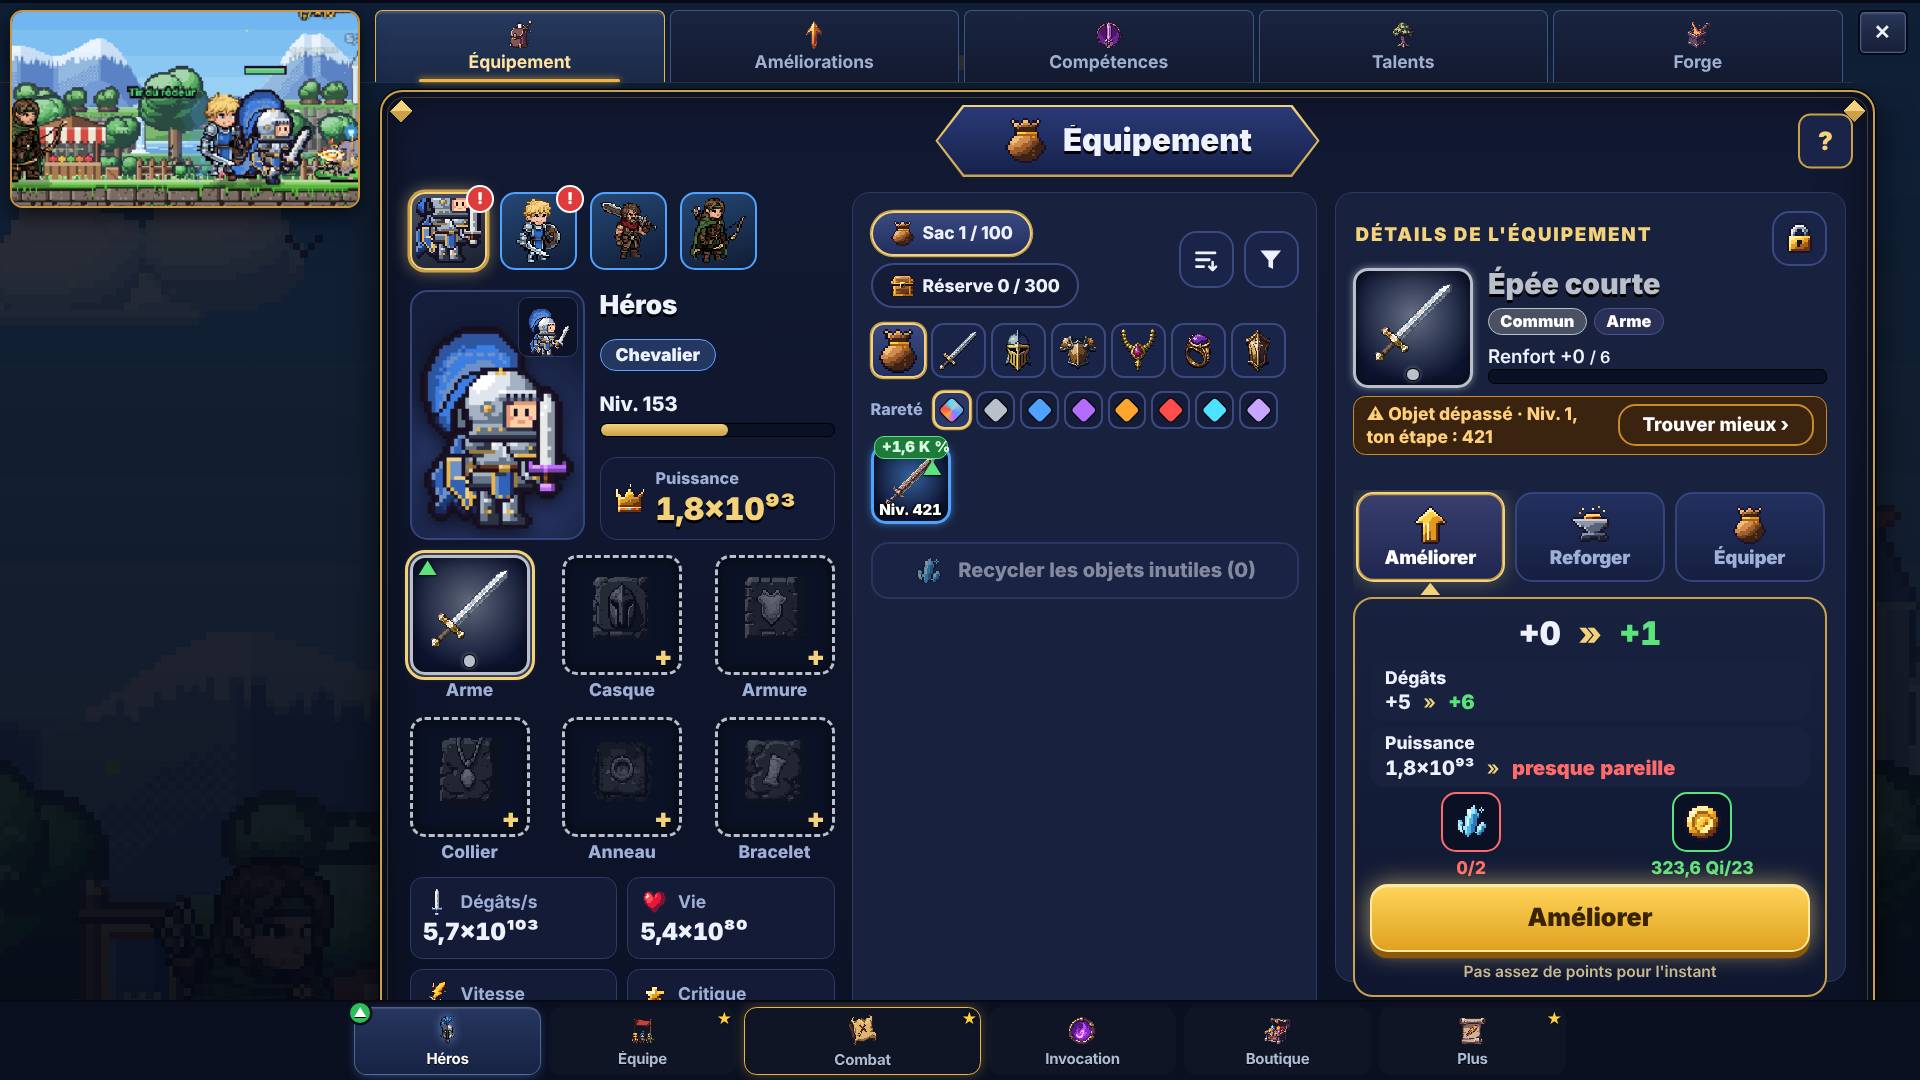 Équipement
Améliorations
Compétences
Talents
Forge
×
Tir du rôdeur
Équipement
?
!
!
Héros
Chevalier
Niv. 153
Puissance
1,8×10⁹³
Arme
Casque
Armure
Collier
Anneau
Bracelet
Dégâts/s
5,7×10¹⁰³
Vie
5,4×10⁸⁰
Vitesse
Critique
Sac 1 / 100
Réserve 0 / 300
Rareté
+1,6 K %
Niv. 421
Recycler les objets inutiles (0)
DÉTAILS DE L'ÉQUIPEMENT
Épée courte
Commun
Arme
Renfort +0 / 6
⚠ Objet dépassé · Niv. 1,
ton étape : 421
Trouver mieux ›
Améliorer
Reforger
Équiper
+0 » +1
Dégâts
+5 » +6
Puissance
1,8×10⁹³ » presque pareille
0/2
323,6 Qi/23
Améliorer
Pas assez de points pour l'instant
Héros
Équipe
Combat
Invocation
Boutique
Plus